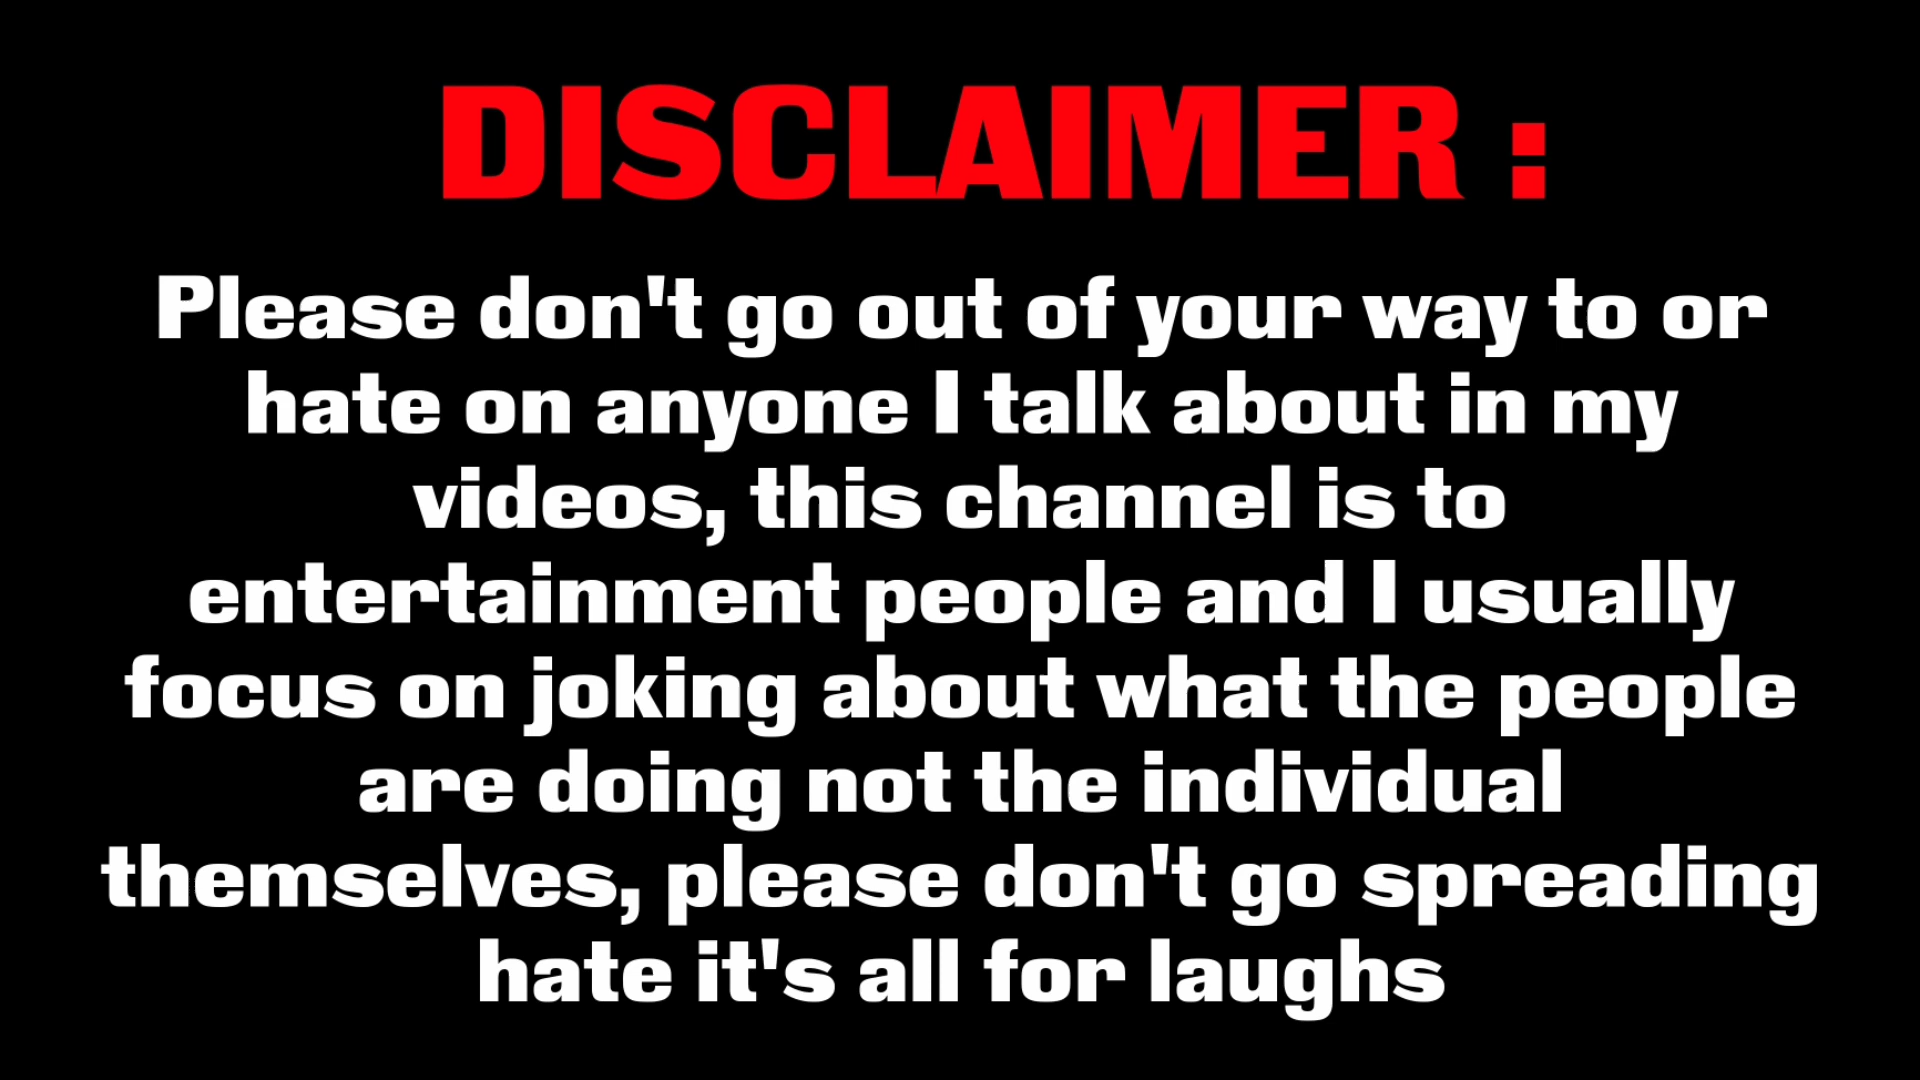 DISCLAIMER :
Please don't go out of your way to or
hate on anyone I talk about in my
videos, this channel is to
entertainment people and I usually
focus on joking about what the people
are doing not the individual
themselves, please don't go spreading
hate it's all for laughs